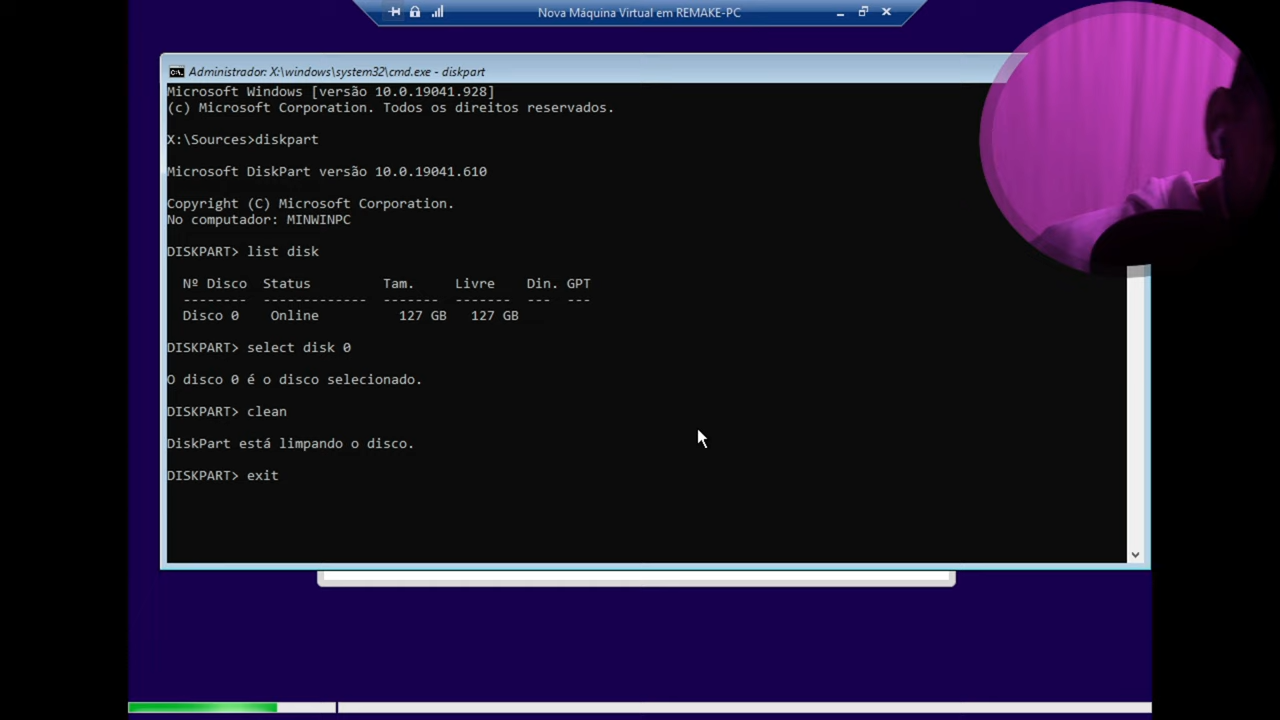 Nova Máquina Virtual em REMAKE-PC
Administrador: X:\windows\system32\cmd.exe - diskpart
Microsoft Windows [versão 10.0.19041.928]
(c) Microsoft Corporation. Todos os direitos reservados.
X:\Sources>diskpart
Microsoft DiskPart versão 10.0.19041.610
Copyright (C) Microsoft Corporation.
No computador: MININPC
DISKPART> list disk
Nº Disco  Status         Tam.     Livre    Din.  GPT
--------  -------------  -------  -------  ---  ---
Disco 0    Online          127 GB   127 GB
DISKPART> select disk 0
O disco 0 é o disco selecionado.
DISKPART> clean
DiskPart está limpando o disco.
DISKPART> exit